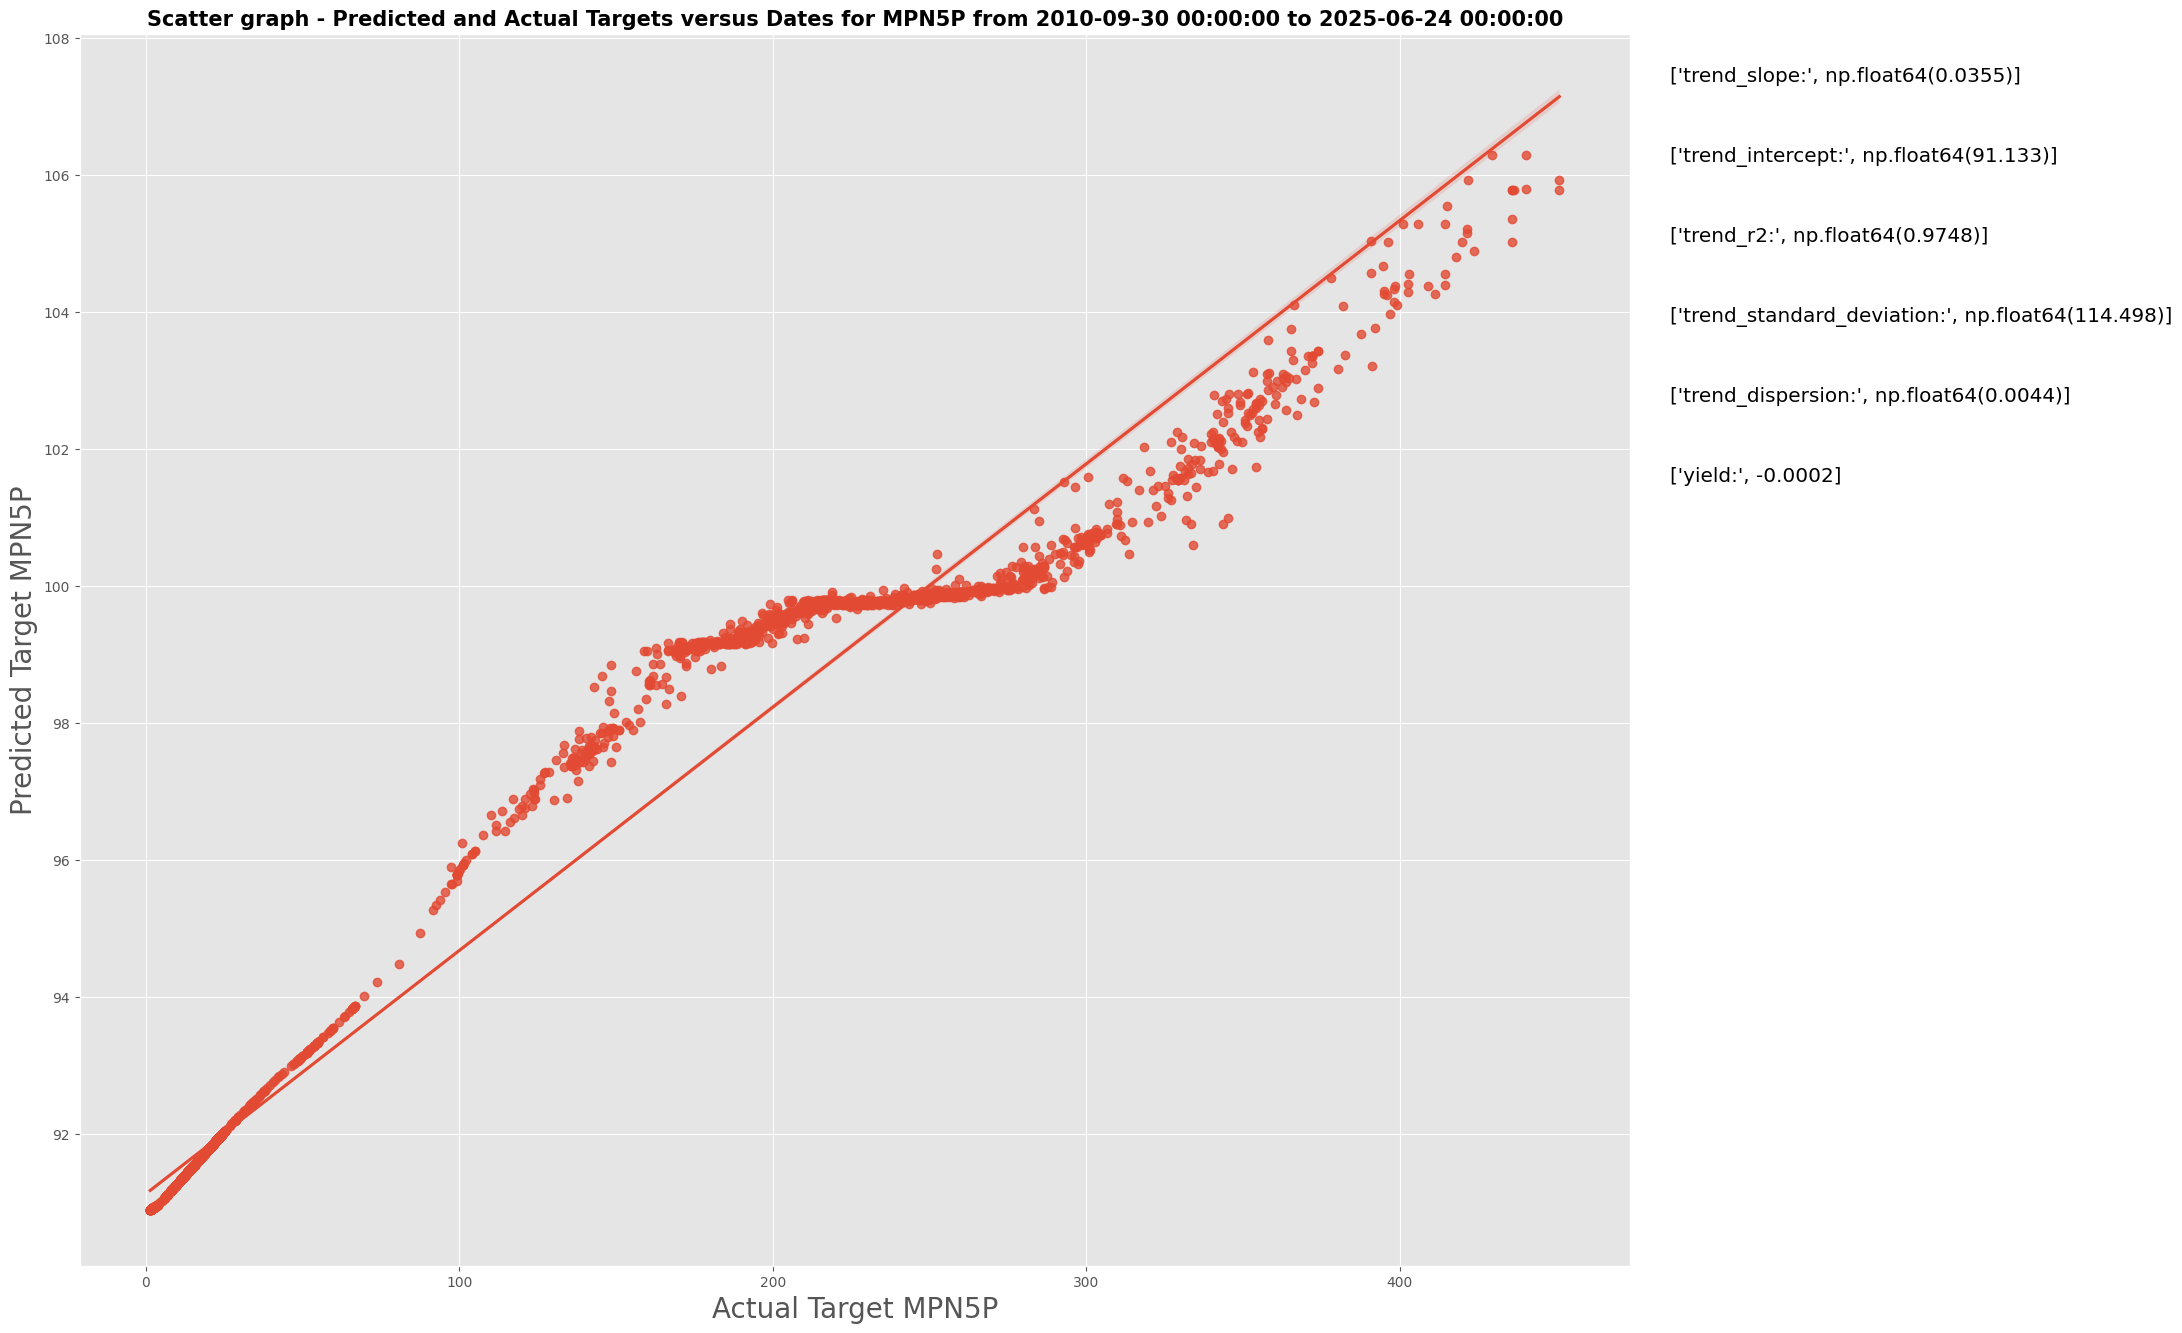 Scatter graph - Predicted and Actual Targets versus Dates for MPN5P from 2010-09-30 00:00:00 to 2025-06-24 00:00:00
108
106
104
102
100
98
96
94
92
Predicted Target MPN5P
0
100
200
300
400
Actual Target MPN5P
['trend_slope:', np.float64(0.0355)]
['trend_intercept:', np.float64(91.133)]
['trend_r2:', np.float64(0.9748)]
['trend_standard_deviation:', np.float64(114.498)]
['trend_dispersion:', np.float64(0.0044)]
['yield:', -0.0002]